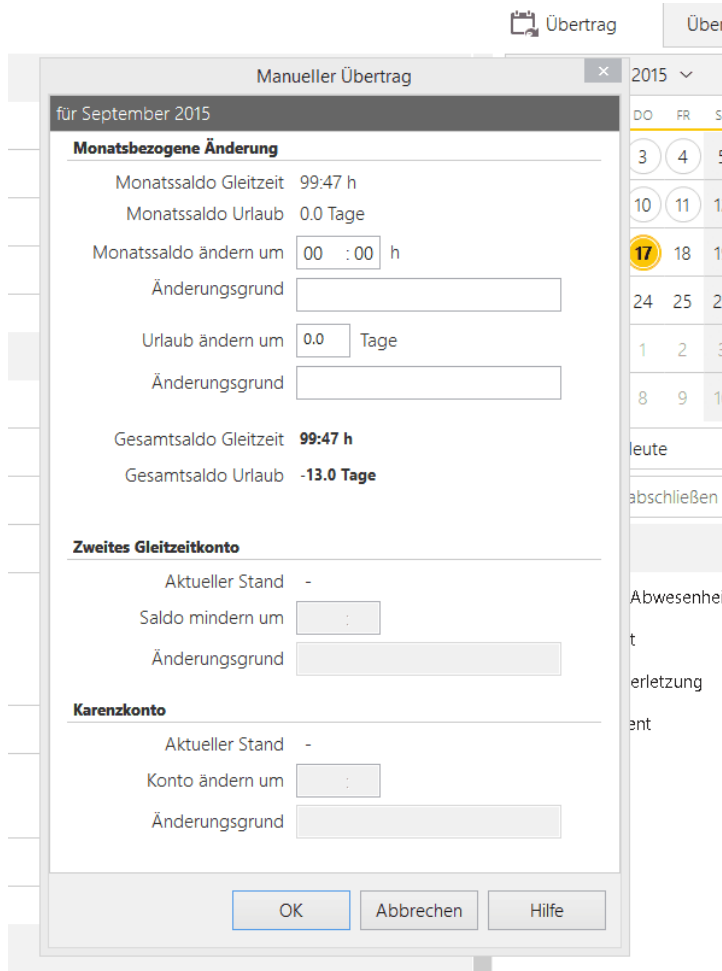 Übertrag
Manueller Übertrag
2015
für September 2015
DO FR
Monatsbezogene Änderung
3 4
Monatssaldo Gleitzeit 99:47 h
Monatssaldo Urlaub 0.0 Tage
10 11
Monatssaldo ändern um 00 : 00 h
17 18
Änderungsgrund
24 25
Urlaub ändern um 0.0 Tage
1 2
Änderungsgrund
8 9
Gesamtsaldo Gleitzeit 99:47 h
Gesamtsaldo Urlaub -13.0 Tage
abschließen
Zweites Gleitzeitkonto
Aktueller Stand -
Saldo mindern um :
Änderungsgrund
Karenzkonto
Aktueller Stand -
Konto ändern um :
Änderungsgrund
OK Abbrechen Hilfe